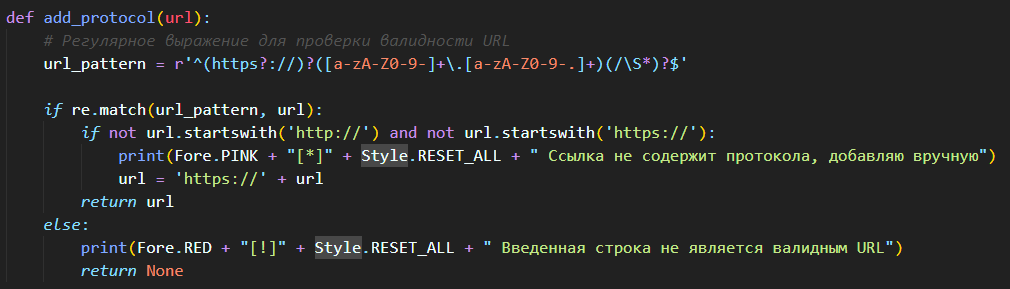 def add_protocol(url):
    # Регулярное выражение для проверки валидности URL
    url_pattern = r'^(https?://)?([a-zA-Z0-9-]+\.[a-zA-Z0-9-.]+)(/\S*)?$'

    if re.match(url_pattern, url):
        if not url.startswith('http://') and not url.startswith('https://'):
            print(Fore.PINK + "[*]" + Style.RESET_ALL + " Ссылка не содержит протокола, добавляю вручную")
            url = 'https://' + url
        return url
    else:
        print(Fore.RED + "[!]" + Style.RESET_ALL + " Введенная строка не является валидным URL")
        return None